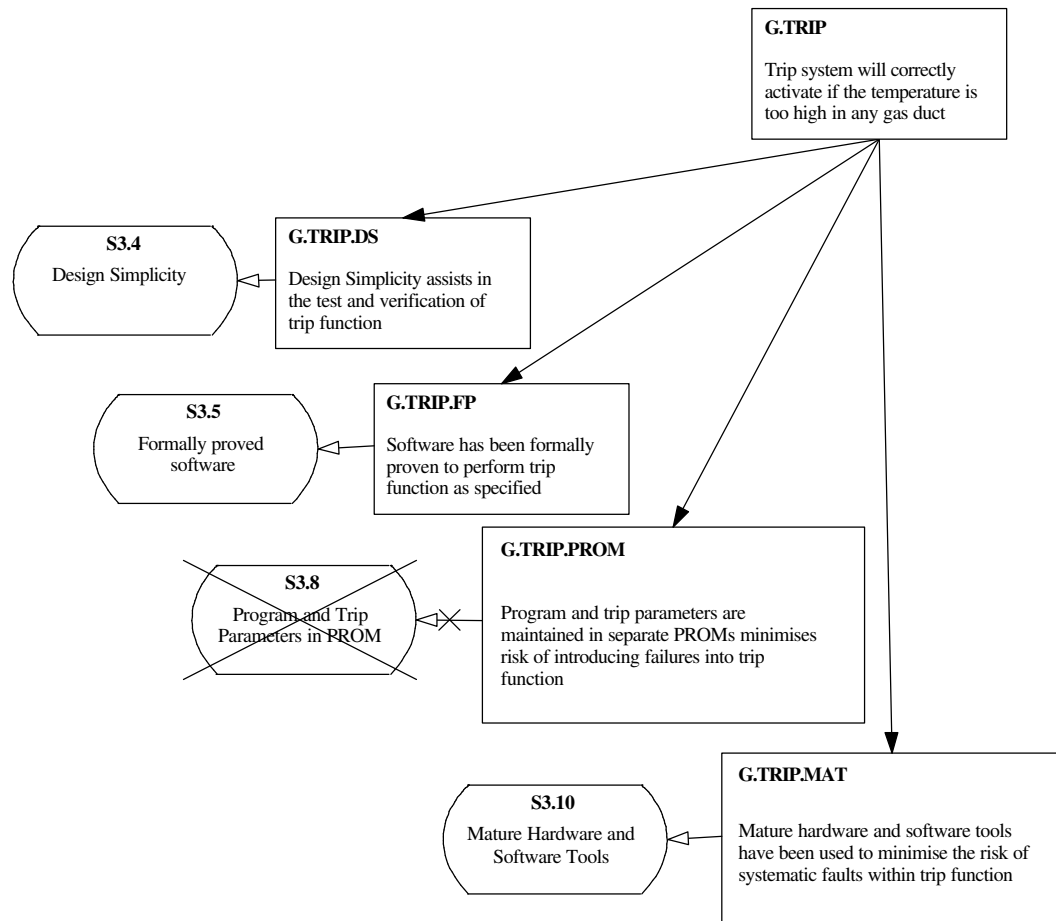 G.TRIP
Trip system will correctly
activate if the temperature is
too high in any gas duct
S3.4
Design Simplicity
G.TRIP.DS
Design Simplicity assists in
the test and verification of
trip function
S3.5
Formally proved
software
G.TRIP.FP
Software has been formally
proven to perform trip
function as specified
S3.8
Program and Trip
Parameters in PROM
G.TRIP.PROM
Program and trip parameters are
maintained in separate PROMs minimises
risk of introducing failures into trip
function
S3.10
Mature Hardware and
Software Tools
G.TRIP.MAT
Mature hardware and software tools
have been used to minimise the risk of
systematic faults within trip function